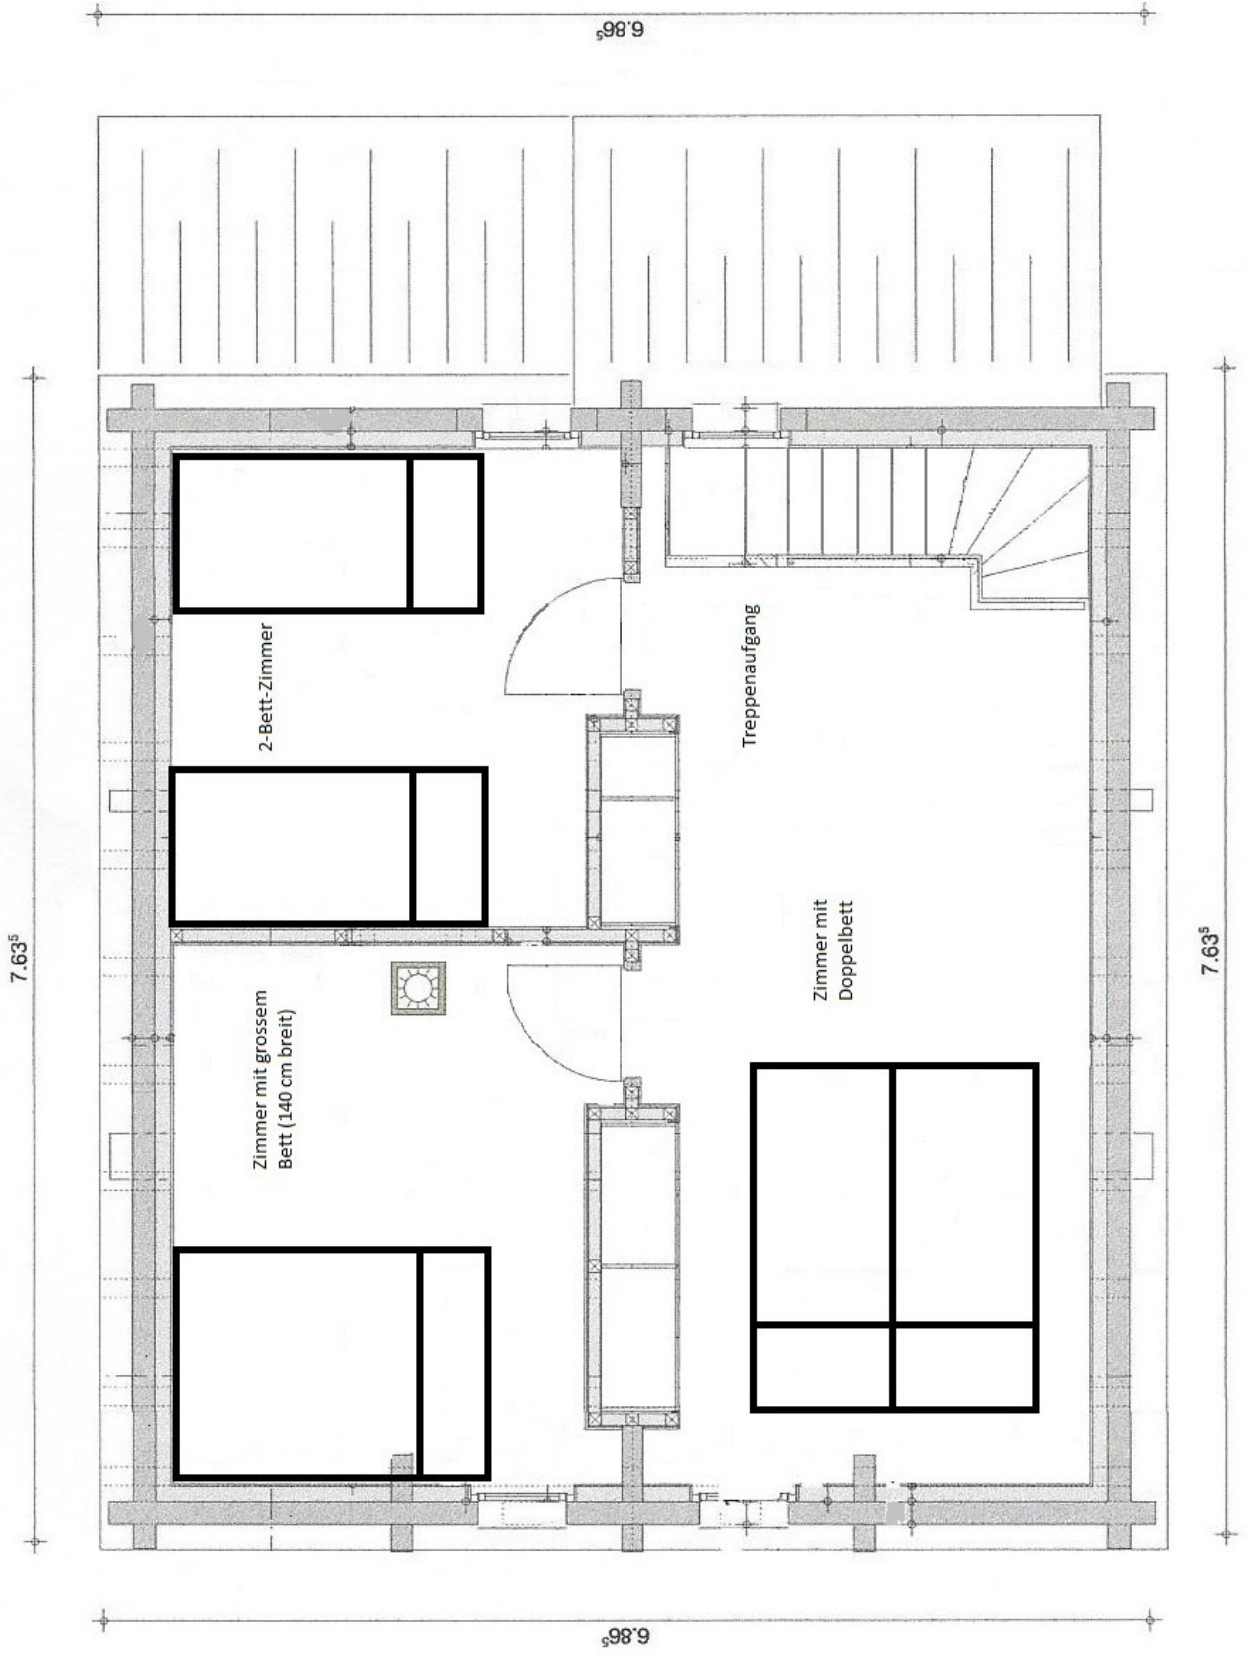 6.86⁵
2-Bett-Zimmer
Treppenaufgang
7.63⁵
Zimmer mit grossem
Bett (140 cm breit)
Zimmer mit
Doppelbett
7.63⁵
6.86⁵